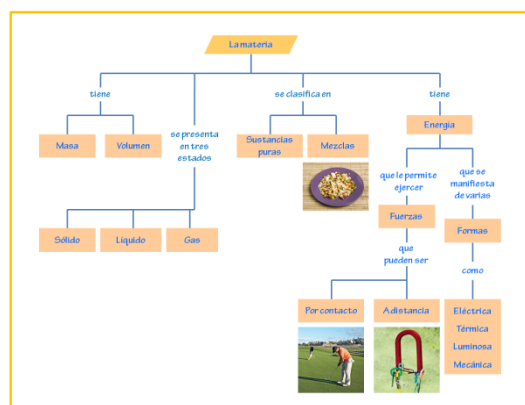 La materia
tiene
se presenta
en tres
estados
se clasifica en
tiene
Masa
Volumen
Sustancias
puras
Mezclas
Energía
que le permite
ejercer
que se
manifiesta
de varias
Sólido
Líquido
Gas
Fuerzas
Formas
que
pueden ser
como
Por contacto
A distancia
Eléctrica
Térmica
Luminosa
Mecánica